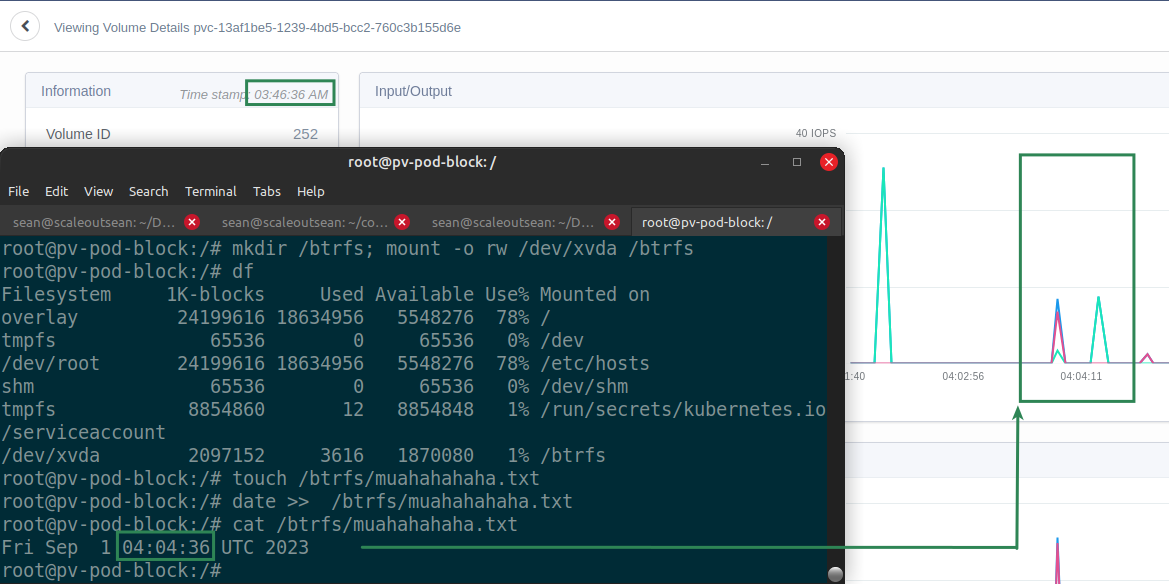 Viewing Volume Details pvc-13af1be5-1239-4bd5-bcc2-760c3b155d6e
Information
Time stamp: 03:46:36 AM
Input/Output
Volume ID 252
40 IOPS
1:40 04:02:56 04:04:11
root@pv-pod-block: /
File Edit View Search Terminal Tabs Help
sean@scaleoutsean: ~/D... sean@scaleoutsean: ~/co... sean@scaleoutsean: ~/D... root@pv-pod-block: /
root@pv-pod-block:/# mkdir /btrfs; mount -o rw /dev/xvda /btrfs
root@pv-pod-block:/# df
Filesystem 1K-blocks Used Available Use% Mounted on
overlay 24199616 18634956 5548276 78% /
tmpfs 65536 0 65536 0% /dev
/dev/root 24199616 18634956 5548276 78% /etc/hosts
shm 65536 0 65536 0% /dev/shm
tmpfs 8854860 12 8854848 1% /run/secrets/kubernetes.io
/serviceaccount
/dev/xvda 2097152 3616 1870080 1% /btrfs
root@pv-pod-block:/# touch /btrfs/muahahahaha.txt
root@pv-pod-block:/# date >>  /btrfs/muahahahaha.txt
root@pv-pod-block:/# cat /btrfs/muahahahaha.txt
Fri Sep  1 04:04:36 UTC 2023
root@pv-pod-block:/#